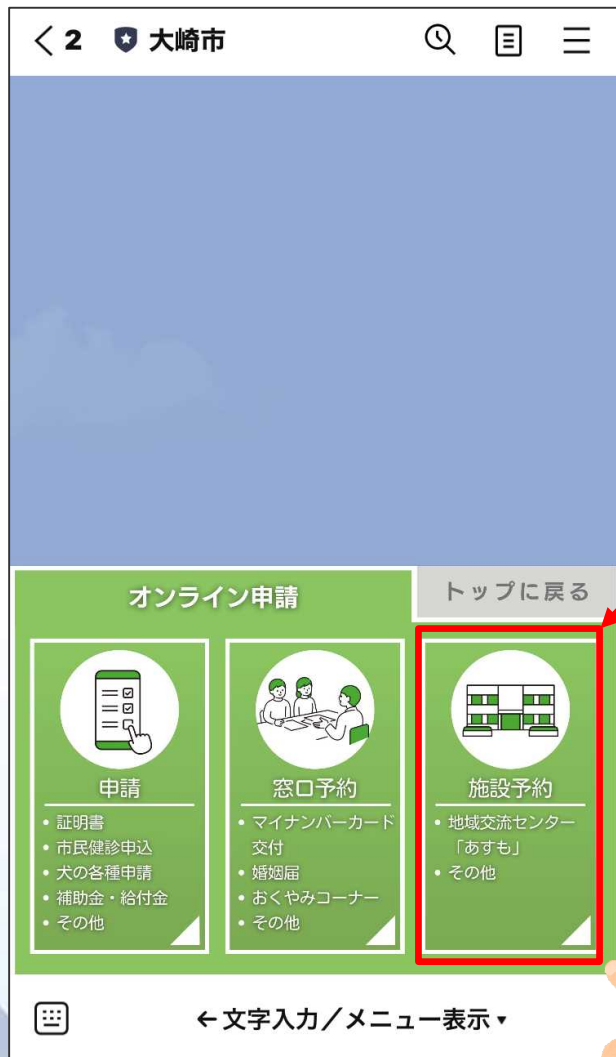 2 大崎市
オンライン申請
トップに戻る
申請
• 証明書
• 市民健診申込
• 犬の各種申請
• 補助金・給付金
• その他
窓口予約
• マイナンバーカード
交付
• 婚姻届
• おくやみコーナー
• その他
施設予約
• 地域交流センター
「あすも」
• その他
←文字入力/メニュー表示▼